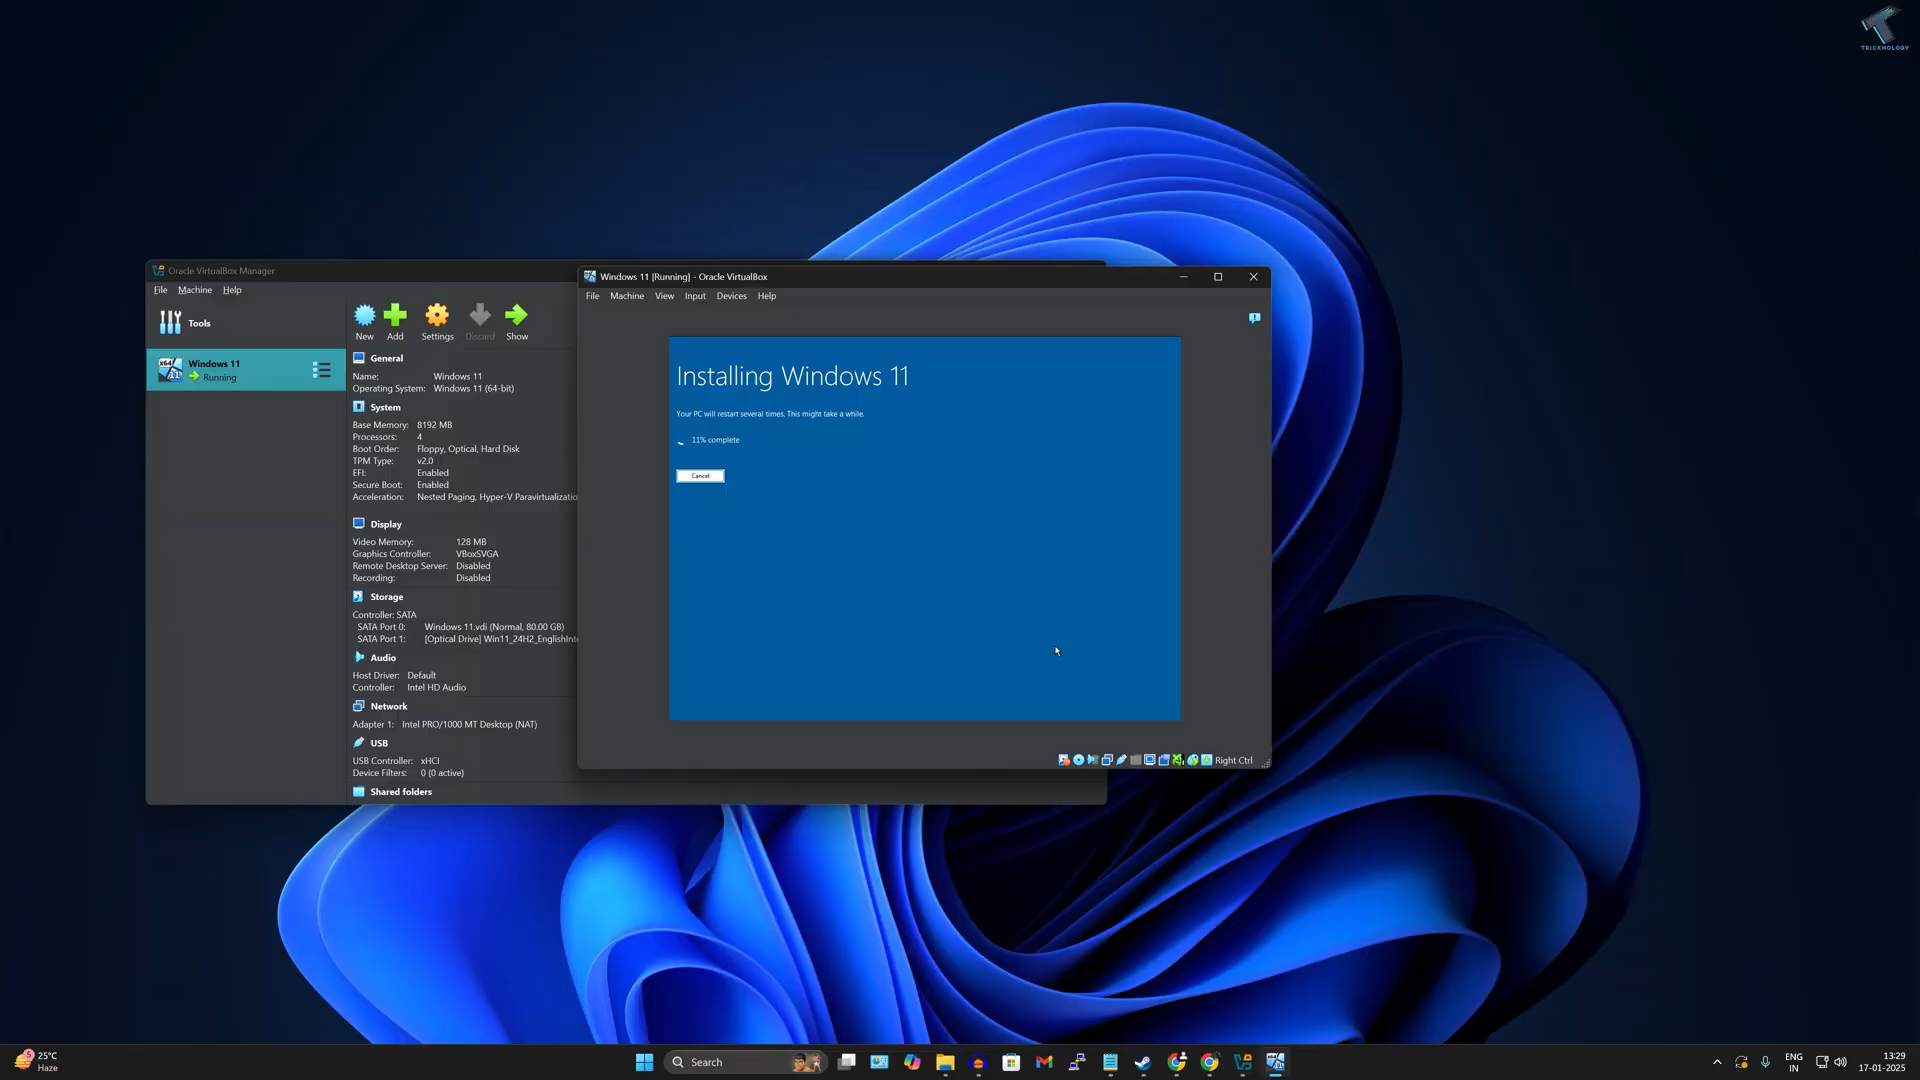 TRICKNOLOGY
Oracle VirtualBox Manager
File Machine Help
Tools
Windows 11
Running
New Add Settings Discard Show
General
Name: Windows 11
Operating System: Windows 11 (64-bit)
System
Base Memory: 8192 MB
Processors: 4
Boot Order: Floppy, Optical, Hard Disk
TPM Type: v2.0
EFI: Enabled
Secure Boot: Enabled
Acceleration: Nested Paging, Hyper-V Paravirtualizatio
Display
Video Memory: 128 MB
Graphics Controller: VBoxSVGA
Remote Desktop Server: Disabled
Recording: Disabled
Storage
Controller: SATA
SATA Port 0: Windows 11.vdi (Normal, 80.00 GB)
SATA Port 1: [Optical Drive] Win11_24H2_EnglishInte
Audio
Host Driver: Default
Controller: Intel HD Audio
Network
Adapter 1: Intel PRO/1000 MT Desktop (NAT)
USB
USB Controller: xHCI
Device Filters: 0 (0 active)
Shared folders
Windows 11 [Running] - Oracle VirtualBox
File Machine View Input Devices Help
Installing Windows 11
Your PC will restart several times. This might take a while.
11% complete
Cancel
Right Ctrl
25°C
Haze
Search
ENG
IN
13:29
17-01-2025